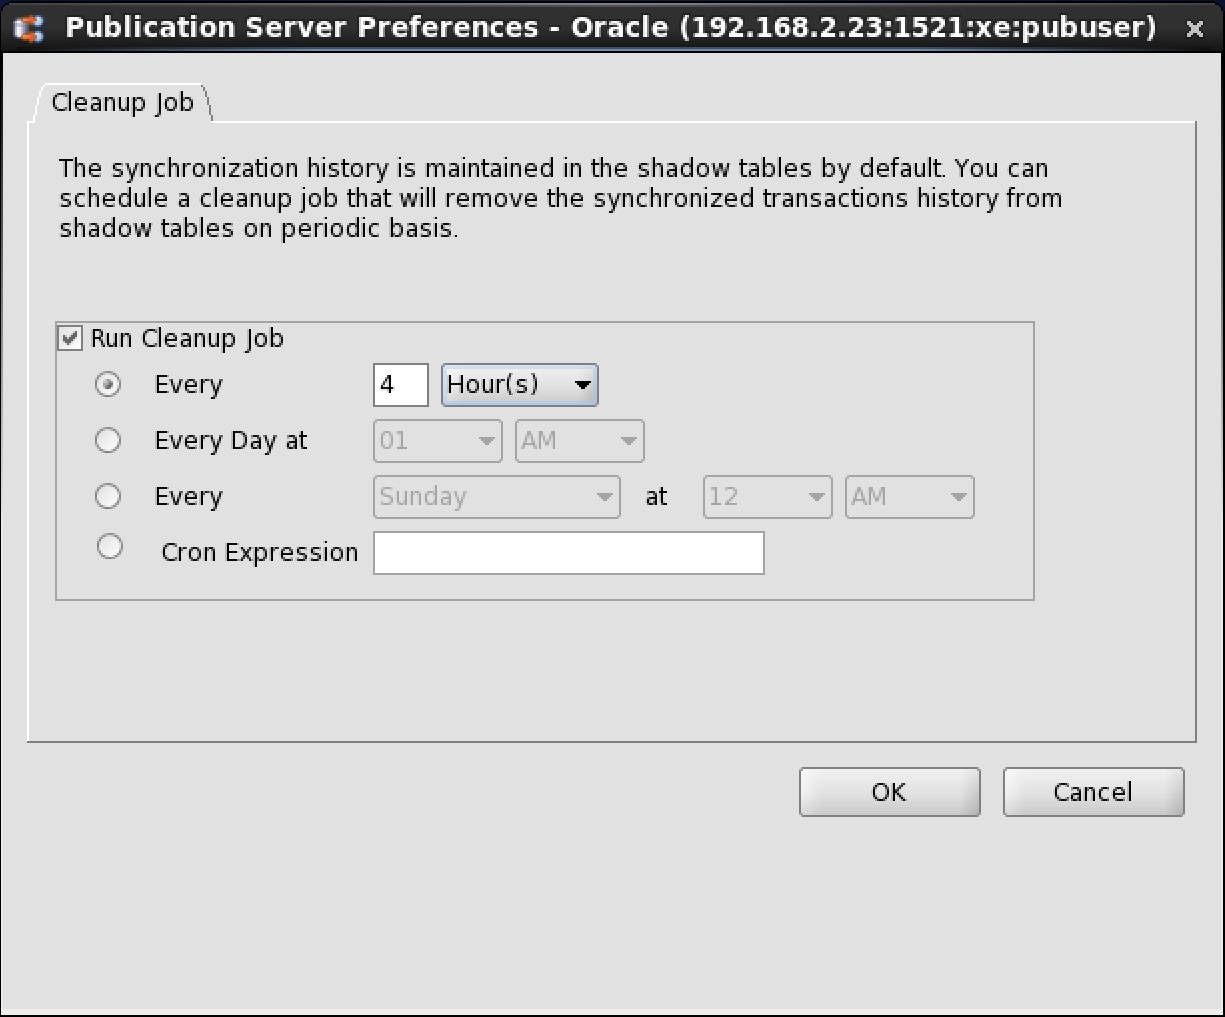 Publication Server Preferences - Oracle (192.168.2.23:1521:xe:pubuser)
Cleanup Job
The synchronization history is maintained in the shadow tables by default. You can
schedule a cleanup job that will remove the synchronized transactions history from
shadow tables on periodic basis.
Run Cleanup Job
Every 4 Hour(s)
Every Day at 01 AM
Every Sunday at 12 AM
Cron Expression
OK Cancel